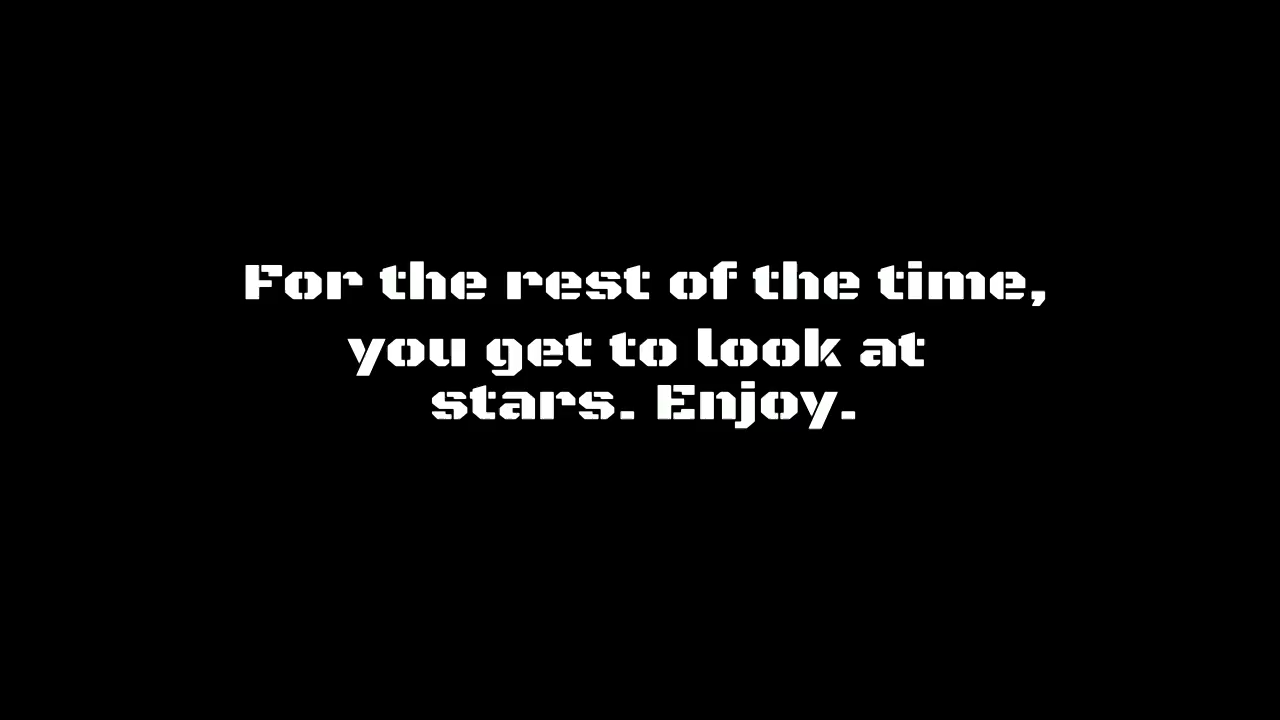 For the rest of the time,
you get to look at
stars. Enjoy.